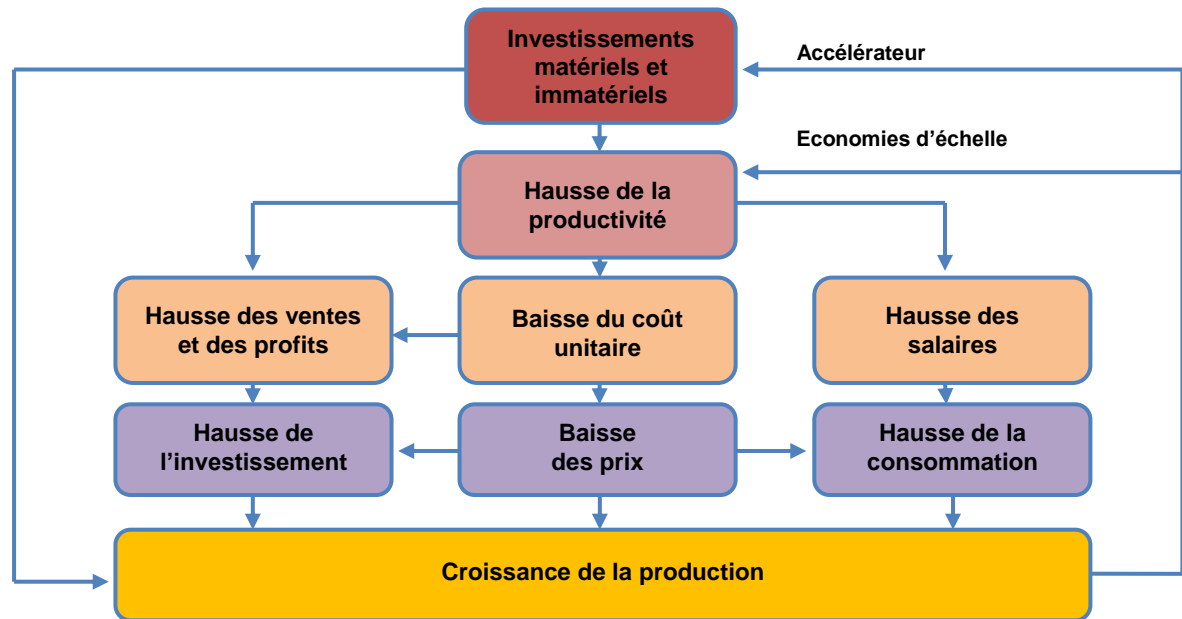 Investissements
matériels et
immatériels
Accélérateur
Economies d’échelle
Hausse de la
productivité
Hausse des ventes
et des profits
Baisse du coût
unitaire
Hausse des
salaires
Hausse de
l’investissement
Baisse
des prix
Hausse de la
consommation
Croissance de la production